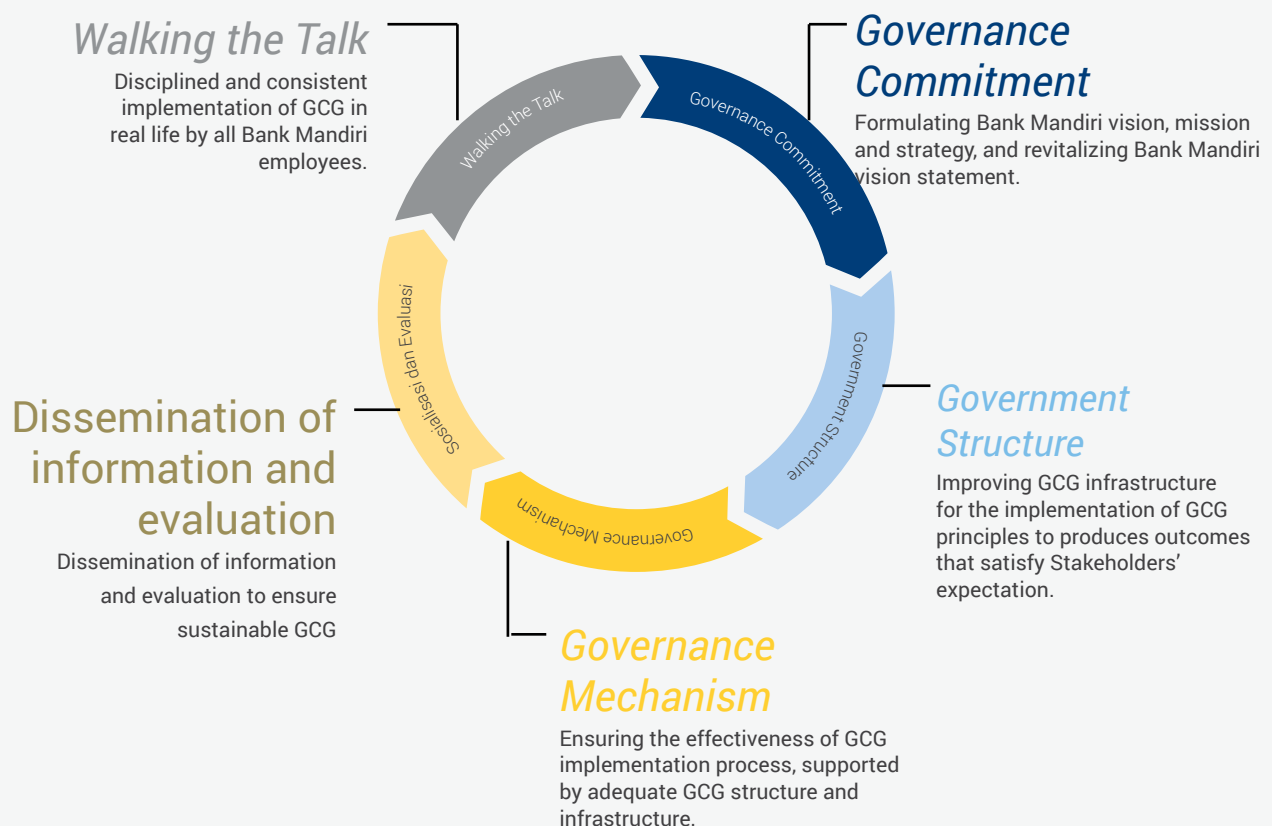 Walking the Talk
Disciplined and consistent
implementation of GCG in
real life by all Bank Mandiri
employees.
Governance
Commitment
Formulating Bank Mandiri vision, mission
and strategy, and revitalizing Bank Mandiri
vision statement.
Walking the Talk
Governance Commitment
Sosialisasi dan Evaluasi
Government Structure
Governance Mechanism
Government
Structure
Improving GCG infrastructure
for the implementation of GCG
principles to produces outcomes
that satisfy Stakeholders’
expectation.
Dissemination of
information and
evaluation
Dissemination of information
and evaluation to ensure
sustainable GCG
Governance
Mechanism
Ensuring the effectiveness of GCG
implementation process, supported
by adequate GCG structure and
infrastructure.